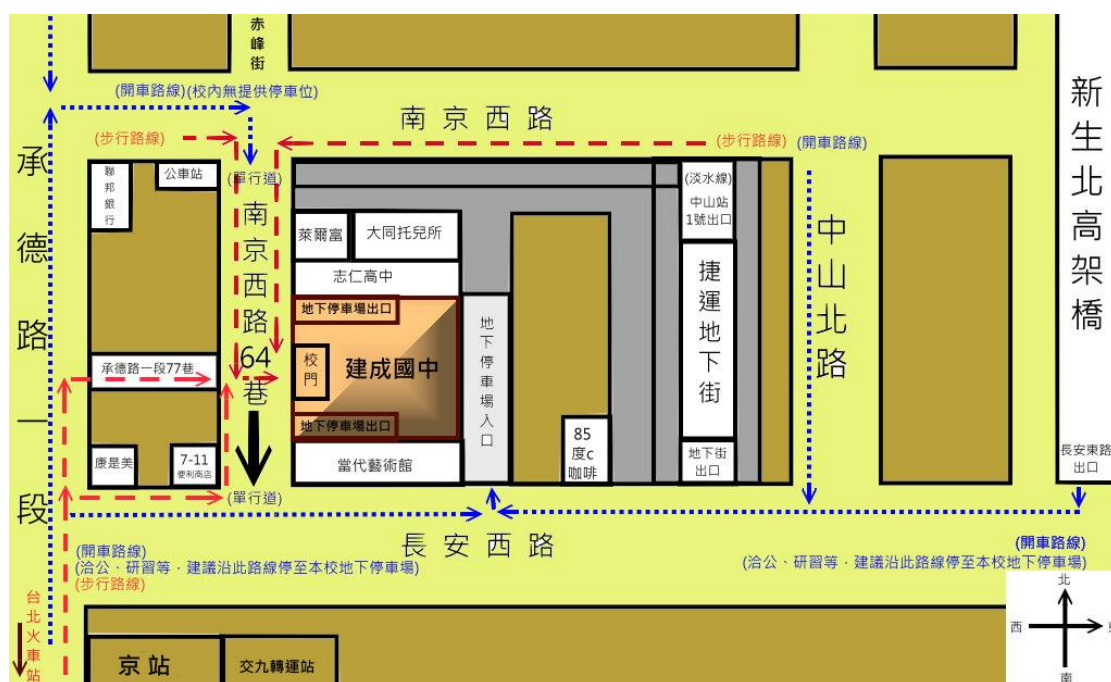 赤峰街
(開車路線)(校內無提供停車位)
南京西路
(步行路線)
(步行路線)
(開車路線)
新生北高架橋
承德路一段
聯邦銀行
公車站
(單行道)
南京西路64巷
萊爾富
大同托兒所
(淡水線)
中山站
1號出口
中山北路
志仁高中
地下停車場出口
捷運地下街
地下停車場入口
校門
建成國中
承德路一段77巷
地下停車場出口
85度c咖啡
康是美
7-11
便利商店
當代藝術館
地下街出口
長安東路出口
(單行道)
長安西路
(開車路線)
(洽公、研習等，建議沿此路線停至本校地下停車場)
(步行路線)
(開車路線)
(洽公、研習等，建議沿此路線停至本校地下停車場)
台北火車站
京站
交九轉運站
北
西
東
南